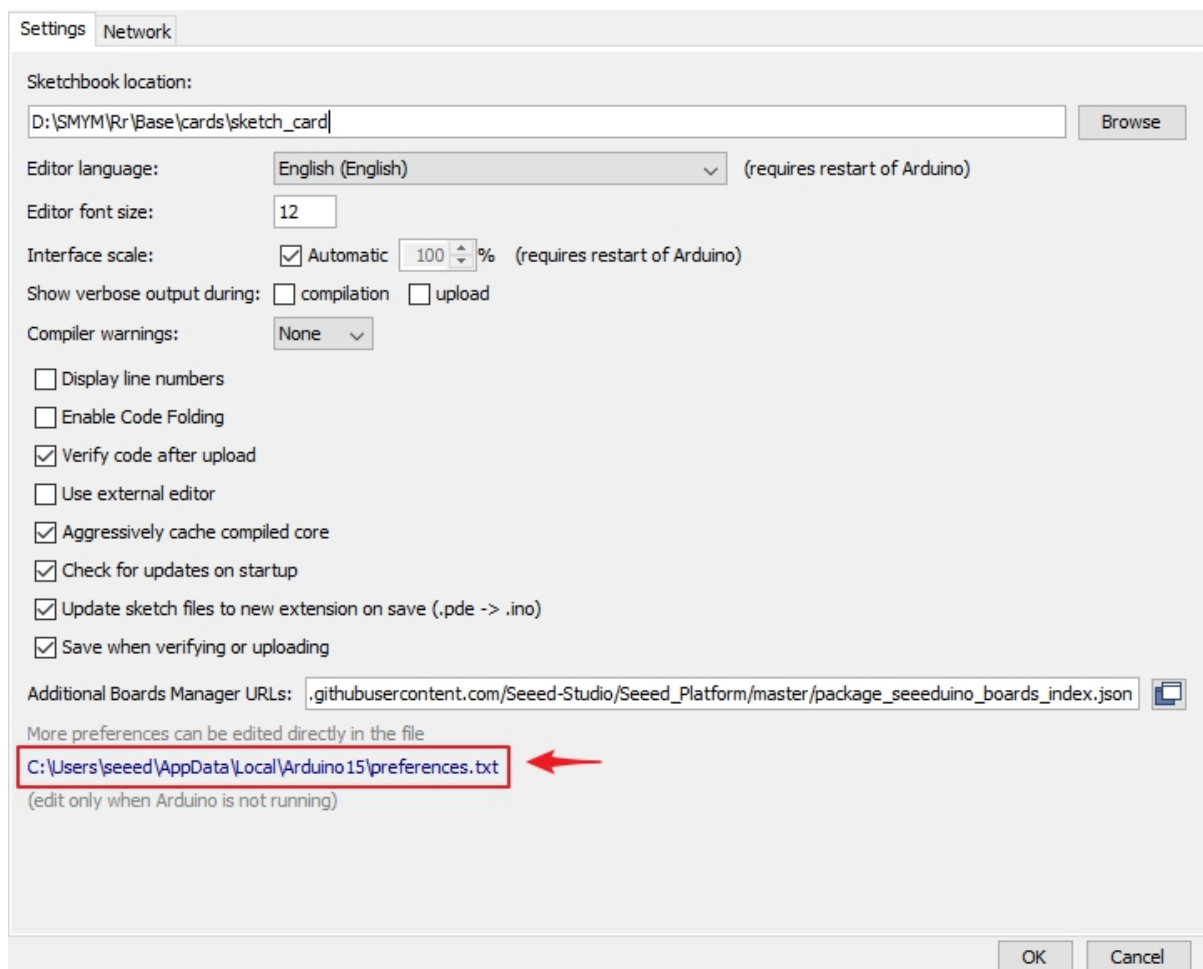 Settings Network
Sketchbook location:
D:\SMYM\Rr\Base\cards\sketch_card Browse
Editor language: English (English) (requires restart of Arduino)
Editor font size: 12
Interface scale: Automatic 100 % (requires restart of Arduino)
Show verbose output during: compilation upload
Compiler warnings: None
Display line numbers
Enable Code Folding
Verify code after upload
Use external editor
Aggressively cache compiled core
Check for updates on startup
Update sketch files to new extension on save (.pde -> .ino)
Save when verifying or uploading
Additional Boards Manager URLs: .githubusercontent.com/Seeed-Studio/Seeed_Platform/master/package_seeeduino_boards_index.json
More preferences can be edited directly in the file
C:\Users\seeed\AppData\Local\Arduino15\preferences.txt
(edit only when Arduino is not running)
OK Cancel